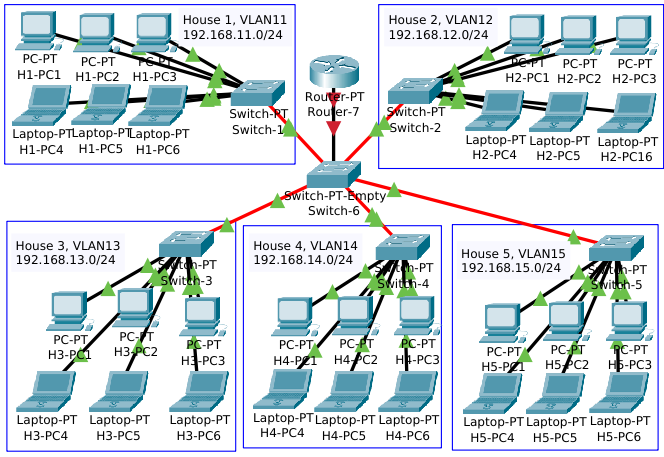 House 1, VLAN11
192.168.11.0/24
PC-PT
H1-PC1
PC-PT
H1-PC2
PC-PT
H1-PC3
Laptop-PT
H1-PC4
Laptop-PT
H1-PC5
Laptop-PT
H1-PC6
Switch-PT
Switch-1
Router-PT
Router-7
House 2, VLAN12
192.168.12.0/24
PC-PT
H2-PC1
PC-PT
H2-PC2
PC-PT
H2-PC3
Switch-PT
Switch-2
Laptop-PT
H2-PC4
Laptop-PT
H2-PC5
Laptop-PT
H2-PC16
Switch-PT-Empty
Switch-6
House 3, VLAN13
192.168.13.0/24
Switch-PT
Switch-3
PC-PT
H3-PC1
PC-PT
H3-PC2
PC-PT
H3-PC3
Laptop-PT
H3-PC4
Laptop-PT
H3-PC5
Laptop-PT
H3-PC6
House 4, VLAN14
192.168.14.0/24
Switch-PT
Switch-4
PC-PT
H4-PC1
PC-PT
H4-PC2
PC-PT
H4-PC3
Laptop-PT
H4-PC4
Laptop-PT
H4-PC5
Laptop-PT
H4-PC6
House 5, VLAN15
192.168.15.0/24
Switch-PT
Switch-5
PC-PT
H5-PC1
PC-PT
H5-PC2
PC-PT
H5-PC3
Laptop-PT
H5-PC4
Laptop-PT
H5-PC5
Laptop-PT
H5-PC6